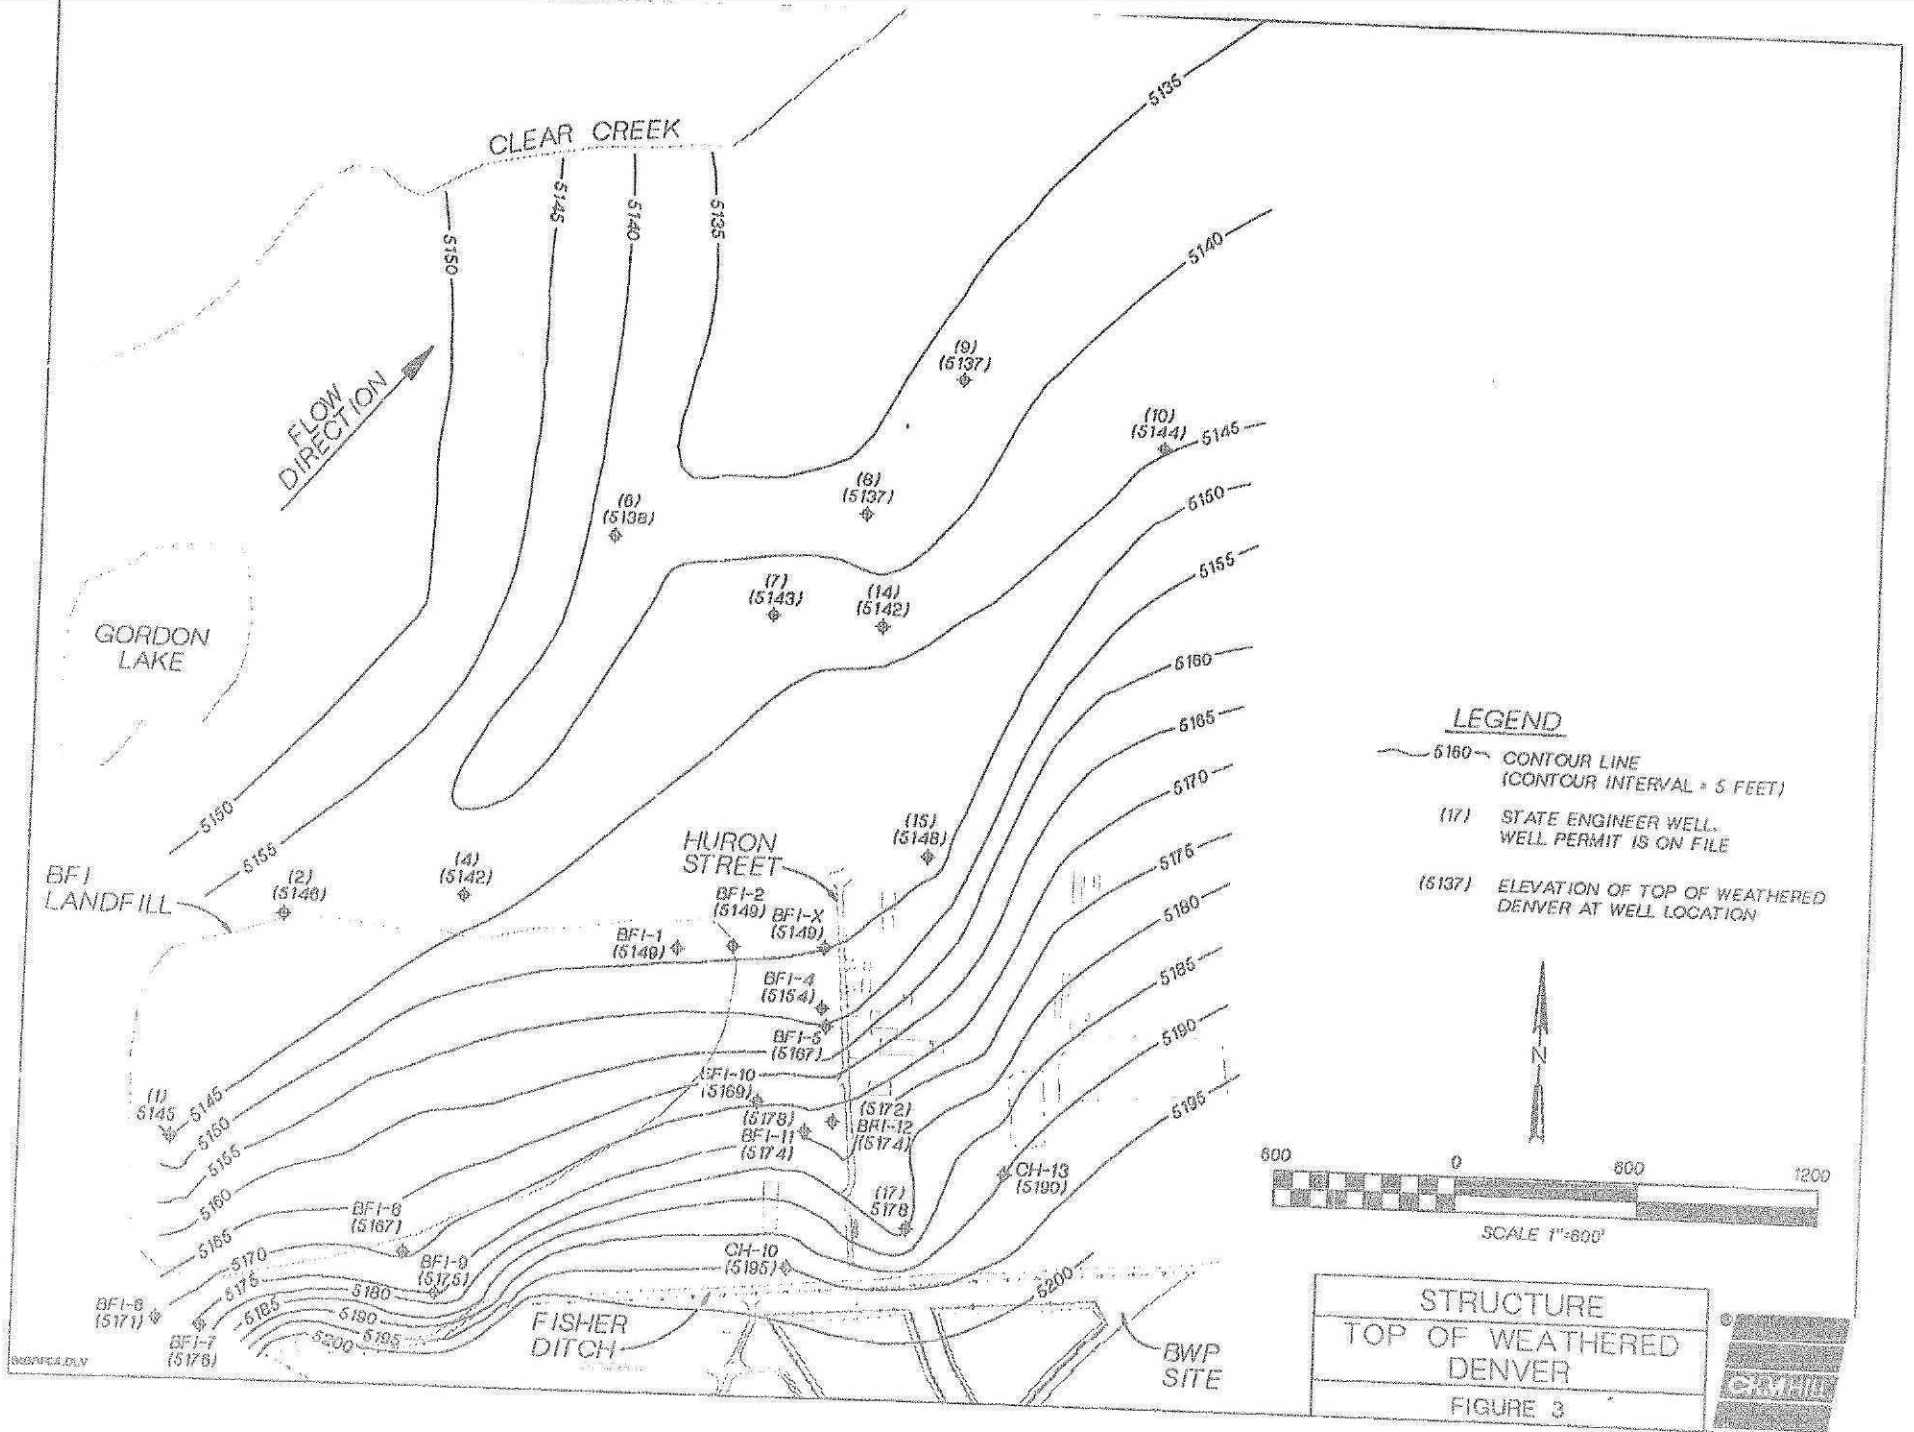 CLEAR CREEK
5135
5145
5140
5135
5150
5140
FLOW
DIRECTION
(9)
(5137)
(10)
(5144)
5145
(8)
(5137)
5150
(6)
(5138)
5155
(7)
(5143)
(14)
(5142)
GORDON
LAKE
5160
5165
LEGEND
5160
CONTOUR LINE
(CONTOUR INTERVAL = 5 FEET)
5170
(17)
STATE ENGINEER WELL.
WELL PERMIT IS ON FILE
5150
5155
(15)
(5148)
HURON
STREET
5175
(5137)
ELEVATION OF TOP OF WEATHERED
DENVER AT WELL LOCATION
BFI
LANDFILL
(2)
(5146)
(4)
(5142)
5180
BFI-2
(5149)
BFI-X
(5149)
BFI-1
(5149)
5185
BFI-4
(5154)
5190
BFI-5
(5167)
N
BFI-10
(5169)
(1)
5145
5145
5150
5155
5160
5165
(5178)
BFI-11
(5174)
(5172)
BFI-12
(5174)
5195
CH-13
(5190)
600
0
600
1200
SCALE 1"=600'
(17)
5178
BFI-6
(5167)
5170
5175
5180
5185
5190
5195
5200
BFI-9
(5175)
CH-10
(5195)
5200
BFI-8
(5171)
BFI-7
(5176)
FISHER
DITCH
BWP
SITE
STRUCTURE
TOP OF WEATHERED
DENVER
FIGURE 3
CH2M HILL